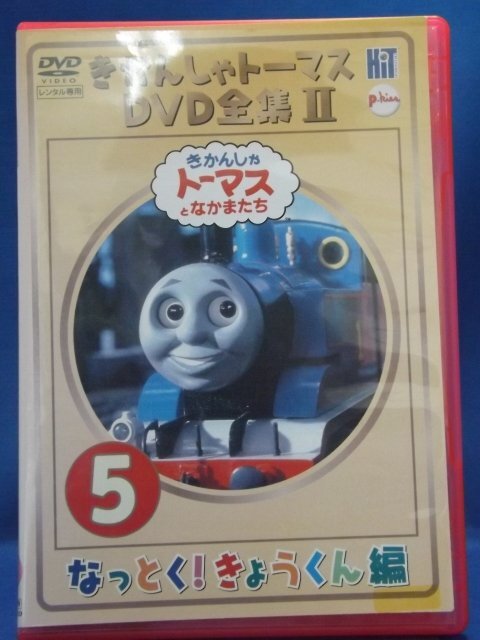 DVD
VIDEO
レンタル専用
きかんしゃトーマス
DVD全集 II
HiT
p.kies
きかんしゃ
トーマス
となかまたち
5
なっとく!きょうくん編